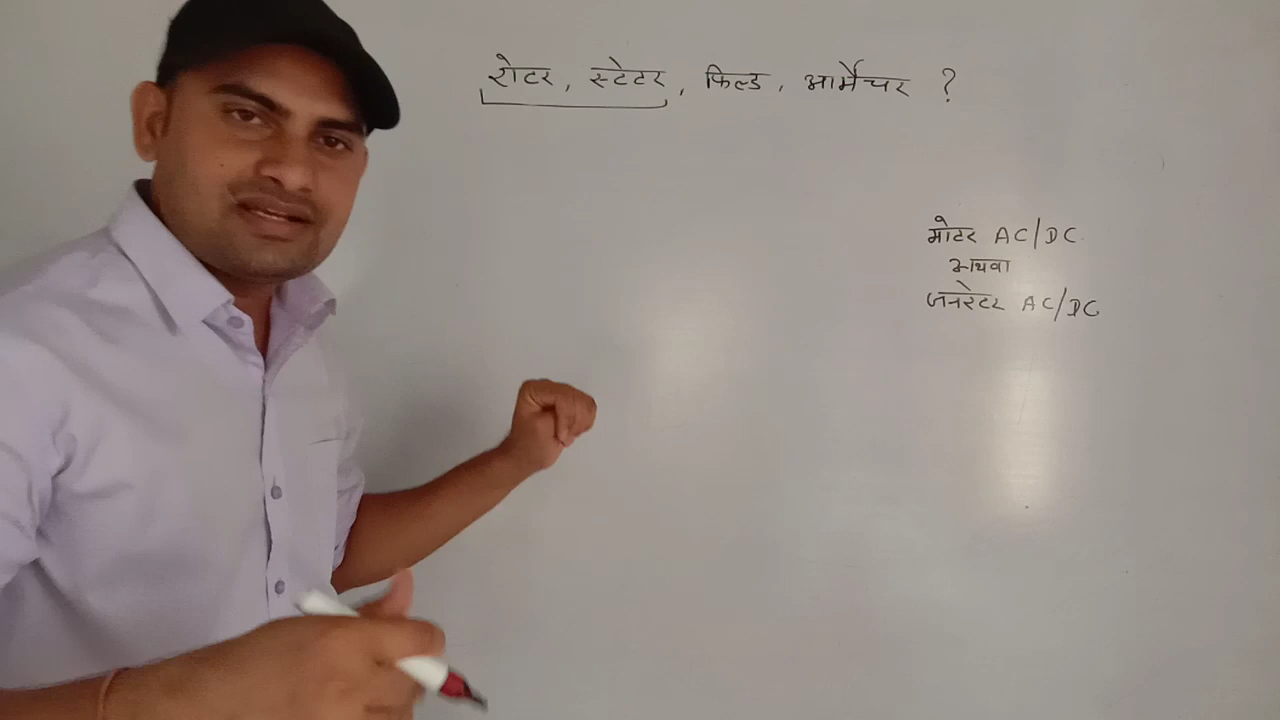 रोटर, स्टेटर, फिल्ड, आर्मैचर ?
मोटर AC/DC
अथवा
जनरेटर AC/DC